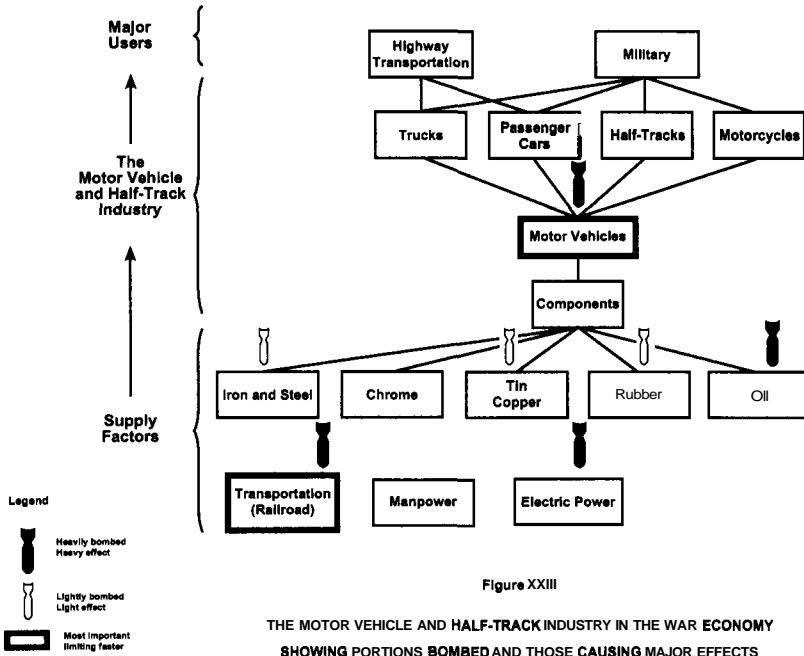 Major
Users
Highway
Transportation
Military
Trucks
Passenger
Cars
Half-Tracks
Motorcycles
The
Motor Vehicle
and Half-Track
Industry
Motor Vehicles
Components
Iron and Steel
Chrome
Tin
Copper
Rubber
Oll
Supply
Factors
Transportation
(Railroad)
Manpower
Electric Power
Legend
Heavily bombed
Heavy effect
Lightly bombed
Light effect
Most important
limiting faster
Figure XXIII
THE MOTOR VEHICLE AND HALF-TRACK INDUSTRY IN THE WAR ECONOMY
SHOWING PORTIONS BOMBED AND THOSE CAUSING MAJOR EFFECTS